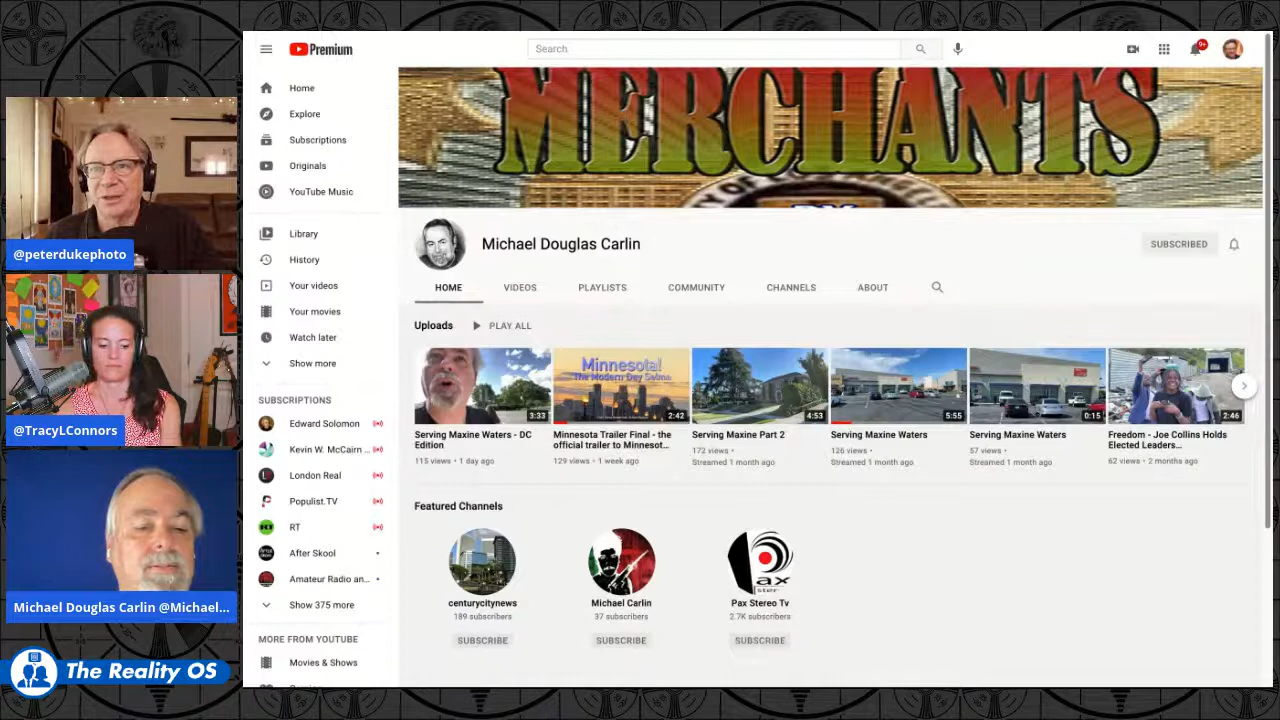 @peterdukephoto
@TracyLConnors
Michael Douglas Carlin @Michael...
The Reality OS
Premium
Search
9+
Home
Explore
Subscriptions
Originals
YouTube Music
Library
History
Your videos
Your movies
Watch later
Show more
SUBSCRIPTIONS
Edward Solomon
Kevin W. McCairn ...
London Real
Populist.TV
RT
After Skool
Amateur Radio an...
Show 375 more
MORE FROM YOUTUBE
Movies & Shows
MERCHANTS
Michael Douglas Carlin
SUBSCRIBED
HOME VIDEOS PLAYLISTS COMMUNITY CHANNELS ABOUT
Uploads PLAY ALL
Minnesota!
The Modern Day Selma
3:33 2:42 4:53 5:55 0:15 2:46
Serving Maxine Waters - DC
Edition
115 views • 1 day ago
Minnesota Trailer Final - the
official trailer to Minnesot...
129 views • 1 week ago
Serving Maxine Part 2
172 views •
Streamed 1 month ago
Serving Maxine Waters
126 views •
Streamed 1 month ago
Serving Maxine Waters
57 views •
Streamed 1 month ago
Freedom - Joe Collins Holds
Elected Leaders...
62 views • 2 months ago
Featured Channels
centurycitynews
189 subscribers
SUBSCRIBE
Michael Carlin
37 subscribers
SUBSCRIBE
Pax Stereo Tv
2.7K subscribers
SUBSCRIBE